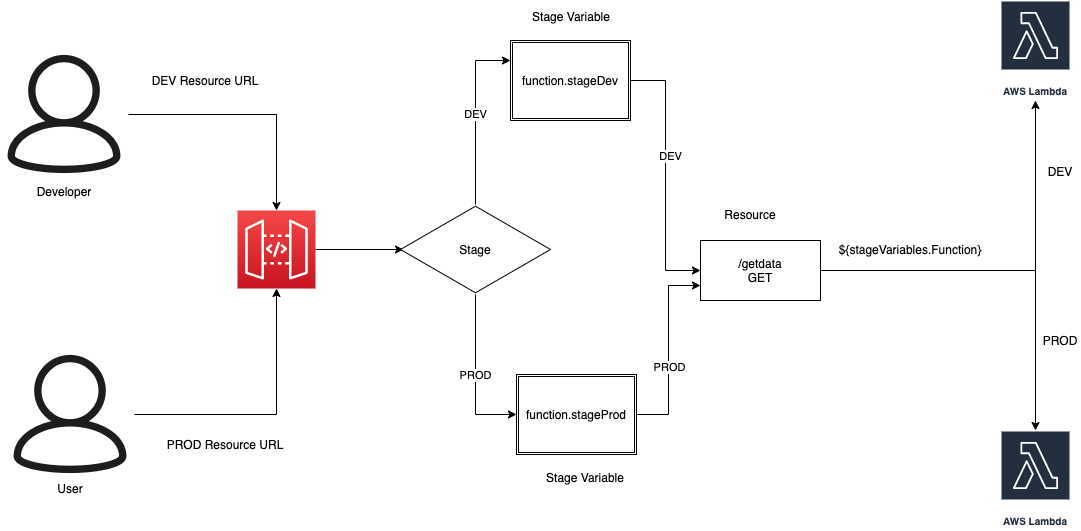 Stage Variable
DEV Resource URL
function.stageDev
AWS Lambda
DEV
DEV
DEV
Developer
Resource
</>
Stage
/getdata
GET
${stageVariables.Function}
PROD
PROD
PROD
function.stageProd
PROD Resource URL
Stage Variable
User
AWS Lambda